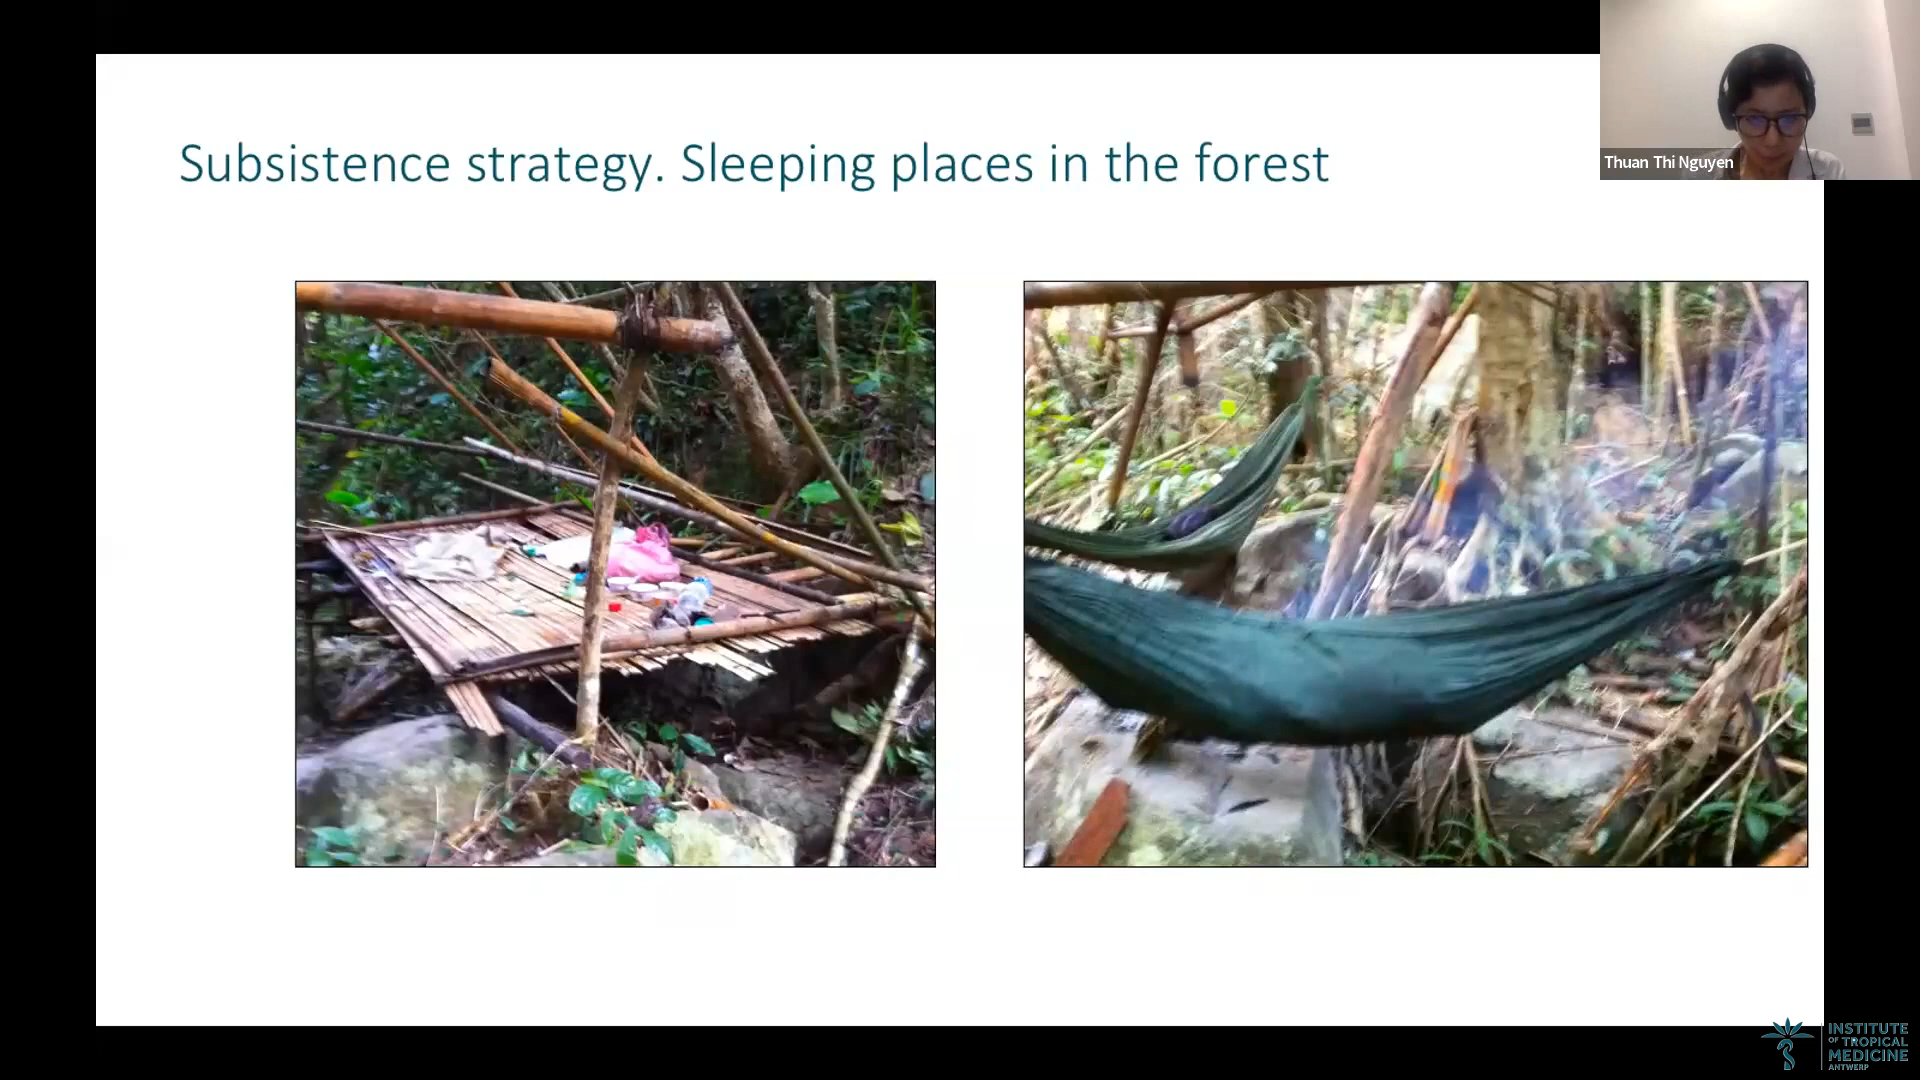 Subsistence strategy. Sleeping places in the forest
Thuan Thi Nguyen
INSTITUTE
OF TROPICAL
MEDICINE
ANTWERP